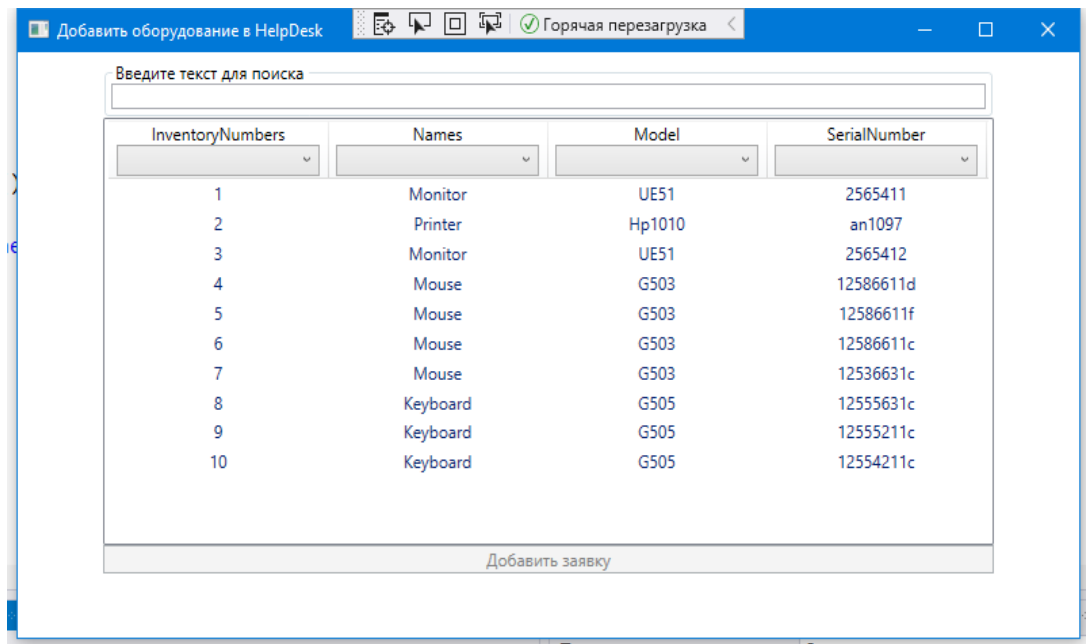 Добавить оборудование в HelpDesk
Горячая перезагрузка
Введите текст для поиска
InventoryNumbers Names Model SerialNumber
1 Monitor UE51 2565411
2 Printer Hp1010 an1097
3 Monitor UE51 2565412
4 Mouse G503 12586611d
5 Mouse G503 12586611f
6 Mouse G503 12586611c
7 Mouse G503 12536631c
8 Keyboard G505 12555631c
9 Keyboard G505 12555211c
10 Keyboard G505 12554211c
Добавить заявку